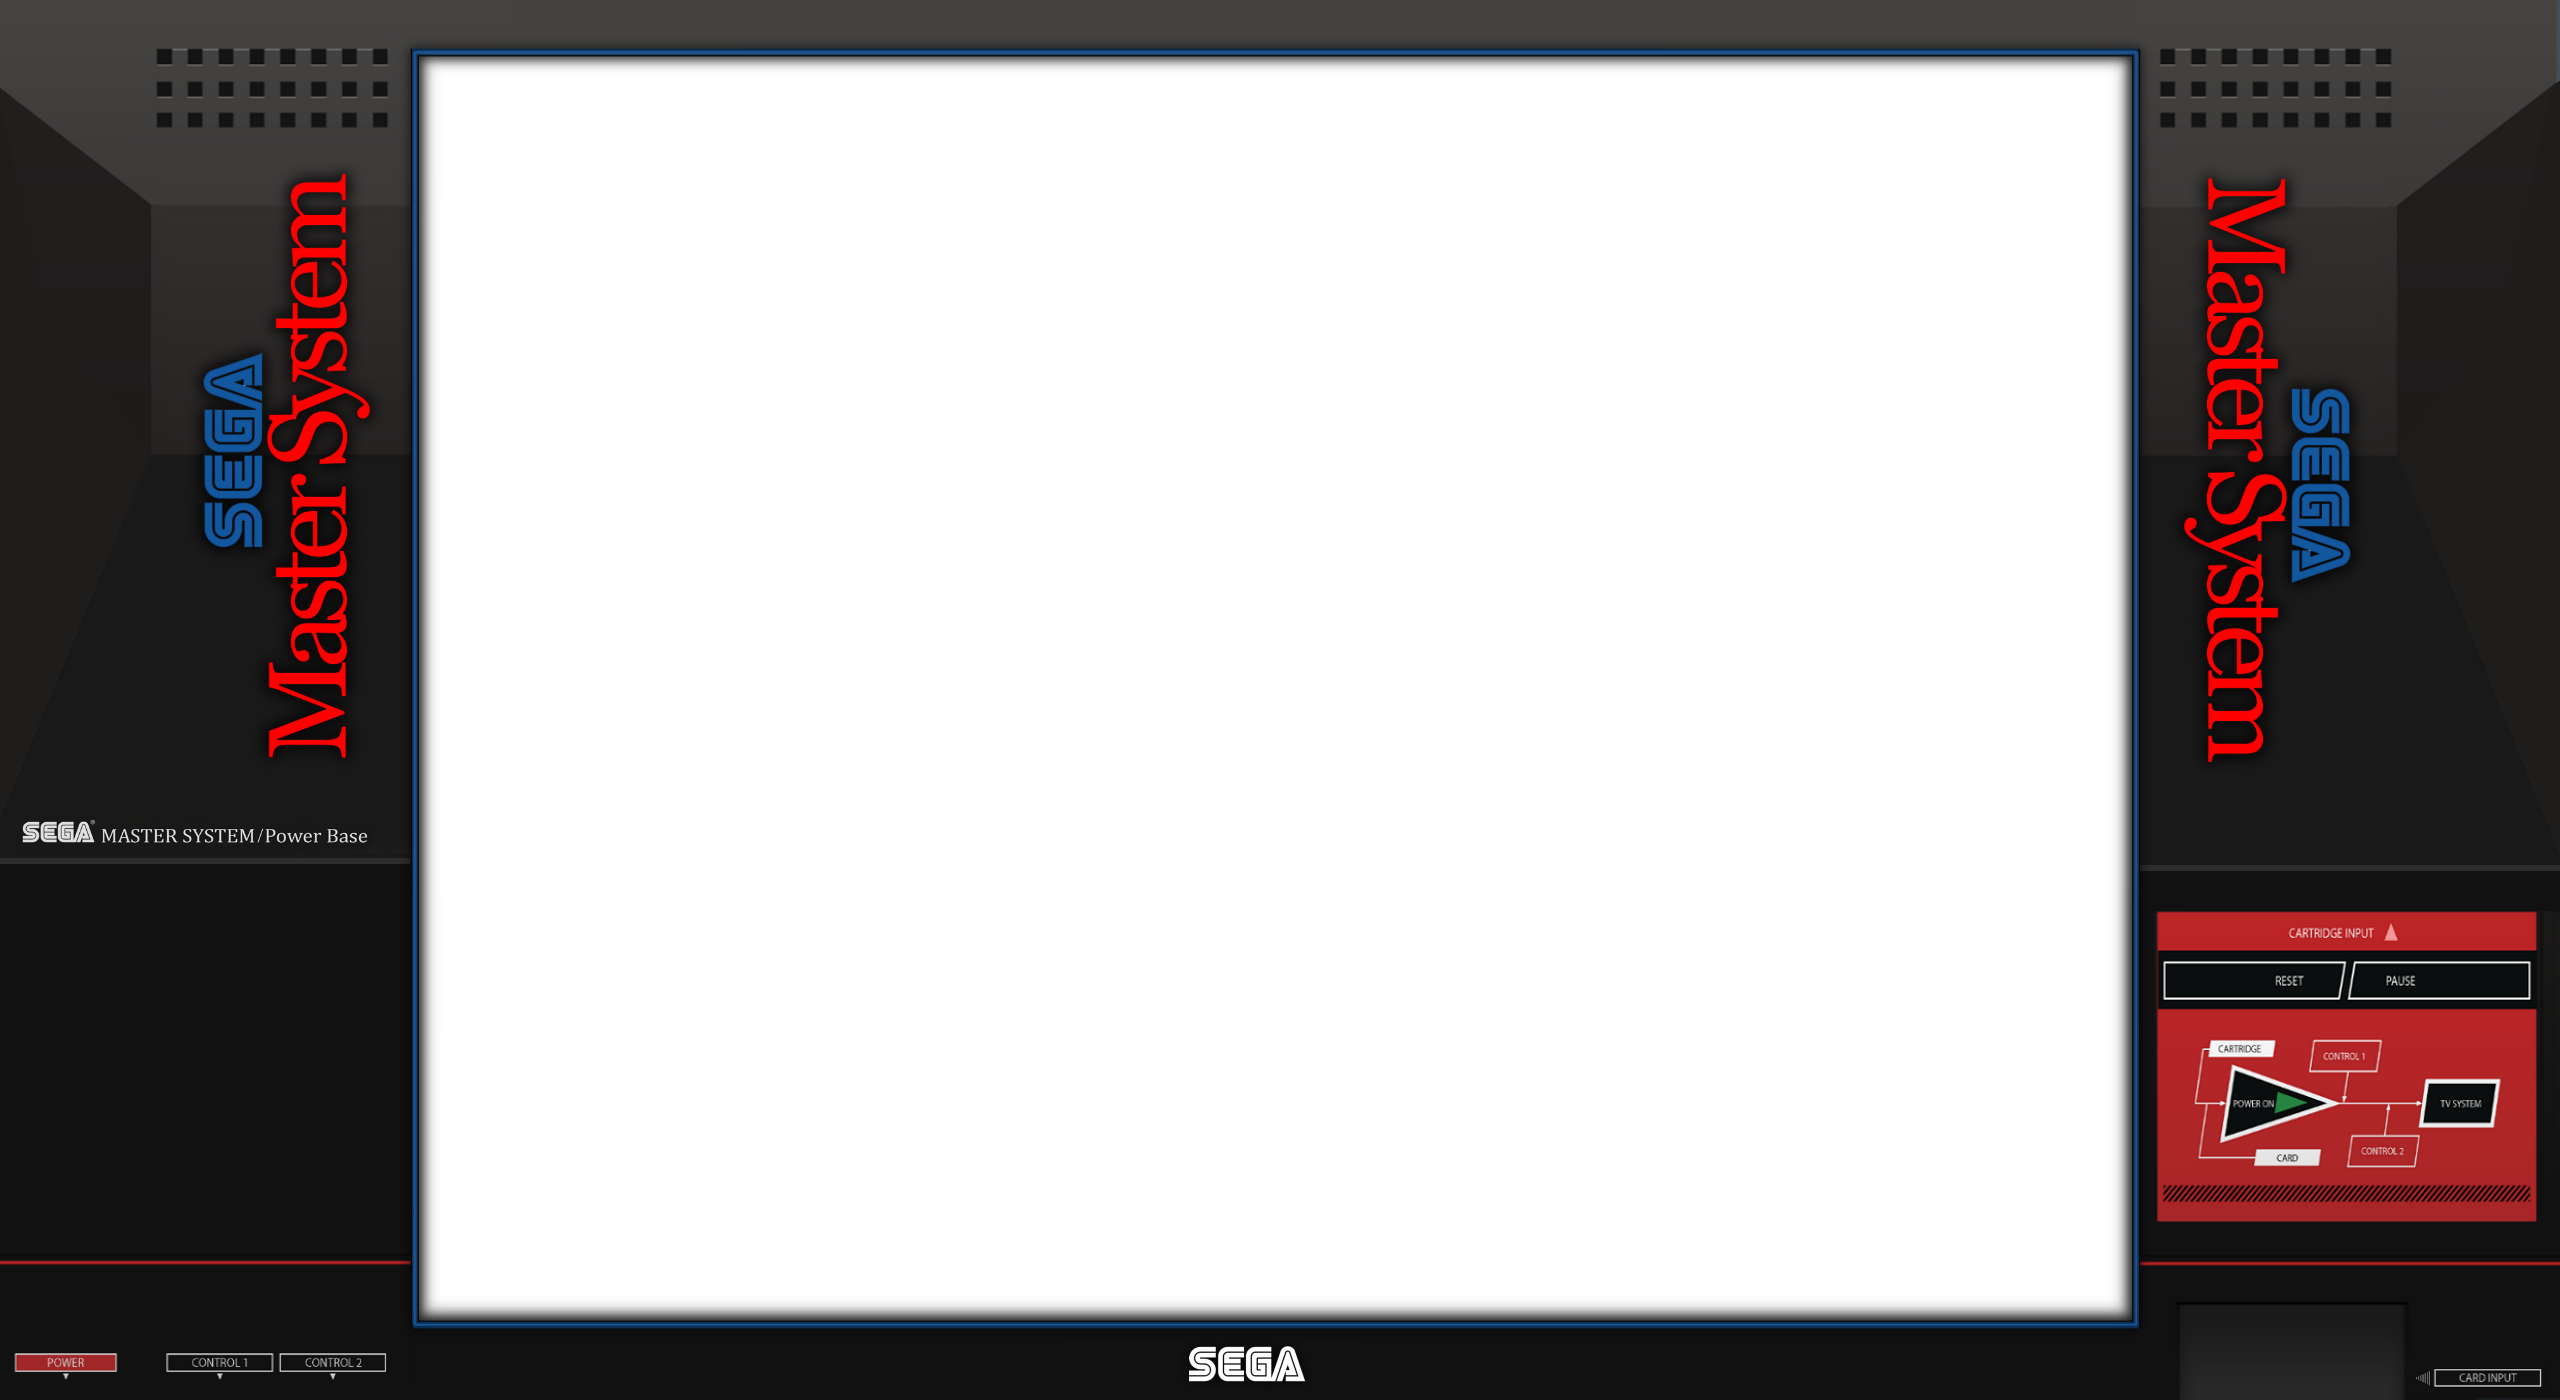 SEGA
Master System
SEGA
Master System
SEGA® MASTER SYSTEM/Power Base
CARTRIDGE INPUT
RESET PAUSE
CARTRIDGE
CONTROL 1
POWER ON
TV SYSTEM
CONTROL 2
CARD
POWER CONTROL 1 CONTROL 2
SEGA
CARD INPUT